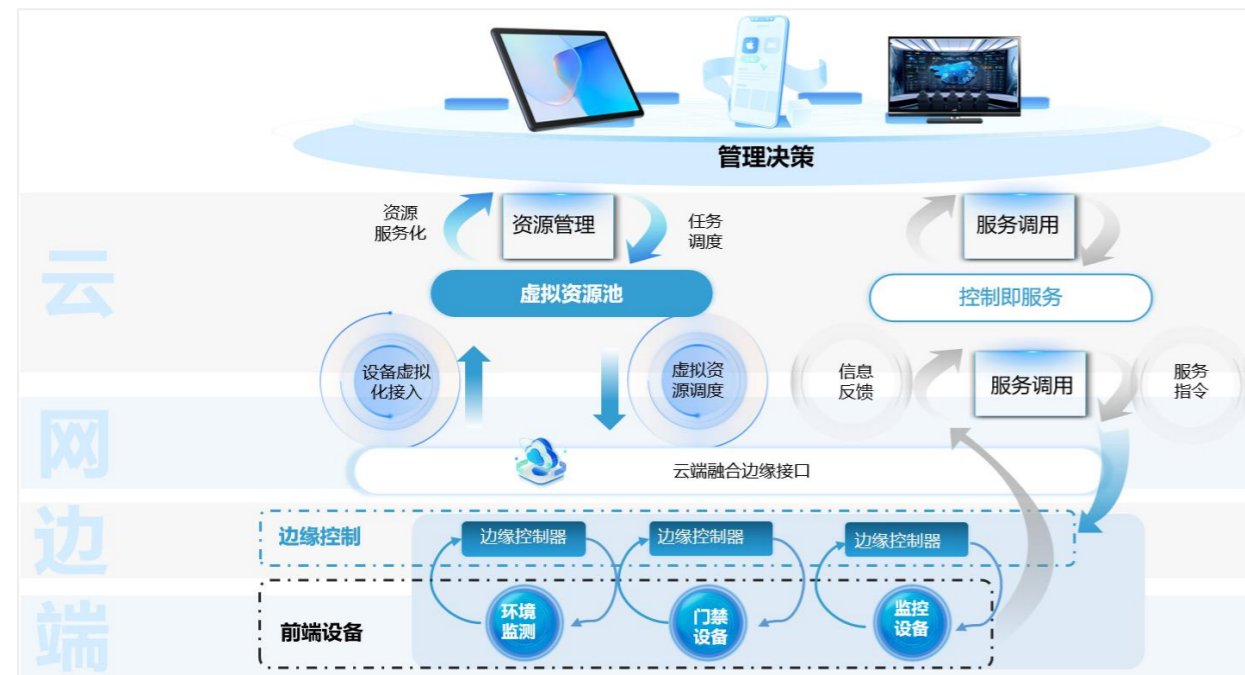 管理决策
资源
服务化
资源管理
任务
调度
服务调用
云
虚拟资源池
控制即服务
设备虚拟
化接入
虚拟资
源调度
信息
反馈
服务调用
服务
指令
网
云端融合边缘接口
边
边缘控制
边缘控制器
边缘控制器
边缘控制器
端
前端设备
环境
监测
门禁
设备
监控
设备